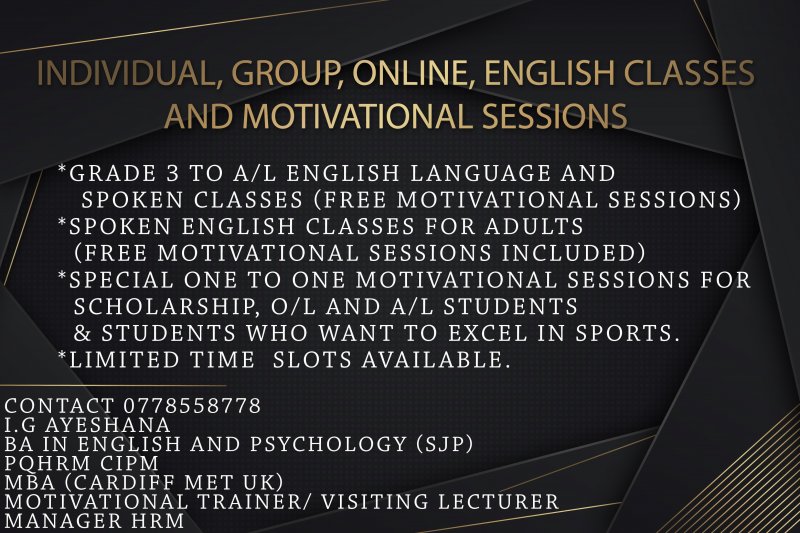 INDIVIDUAL, GROUP, ONLINE, ENGLISH CLASSES
AND MOTIVATIONAL SESSIONS
*GRADE 3 TO A/L ENGLISH LANGUAGE AND
SPOKEN CLASSES (FREE MOTIVATIONAL SESSIONS)
*SPOKEN ENGLISH CLASSES FOR ADULTS
(FREE MOTIVATIONAL SESSIONS INCLUDED)
*SPECIAL ONE TO ONE MOTIVATIONAL SESSIONS FOR
SCHOLARSHIP, O/L AND A/L STUDENTS
& STUDENTS WHO WANT TO EXCEL IN SPORTS.
*LIMITED TIME SLOTS AVAILABLE.
CONTACT 0778558778
I.G AYESHANA
BA IN ENGLISH AND PSYCHOLOGY (SJP)
PQHRM CIPM
MBA (CARDIFF MET UK)
MOTIVATIONAL TRAINER/ VISITING LECTURER
MANAGER HRM